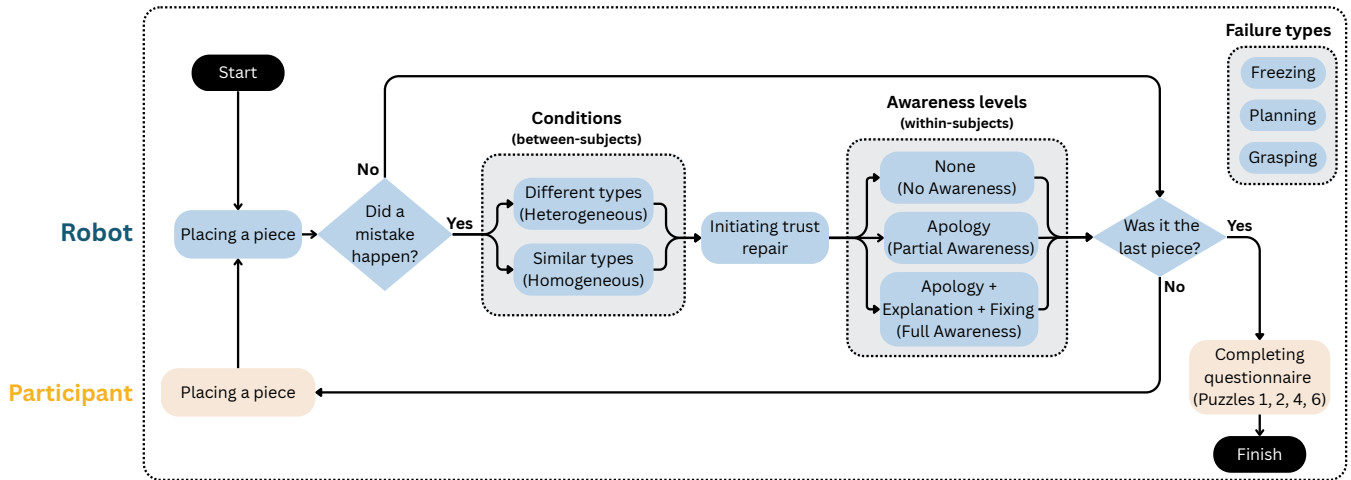 Failure types
Freezing
Planning
Grasping
Start
Robot
Placing a piece
Did a
mistake
happen?
No
Yes
Conditions
(between-subjects)
Different types
(Heterogeneous)
Similar types
(Homogeneous)
Initiating trust
repair
Awareness levels
(within-subjects)
None
(No Awareness)
Apology
(Partial Awareness)
Apology +
Explanation + Fixing
(Full Awareness)
Was it the
last piece?
Yes
No
Participant
Placing a piece
Completing
questionnaire
(Puzzles 1, 2, 4, 6)
Finish